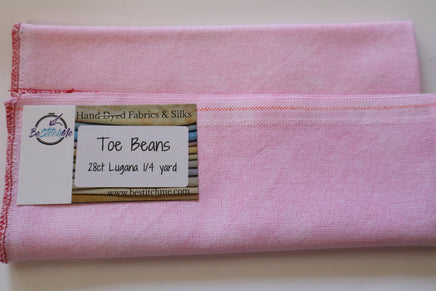 Hand Dyed Fabrics & Silks
BeStitchMe
Toe Beans
28ct Lugana 1/4 yard
www.bestitchme.com